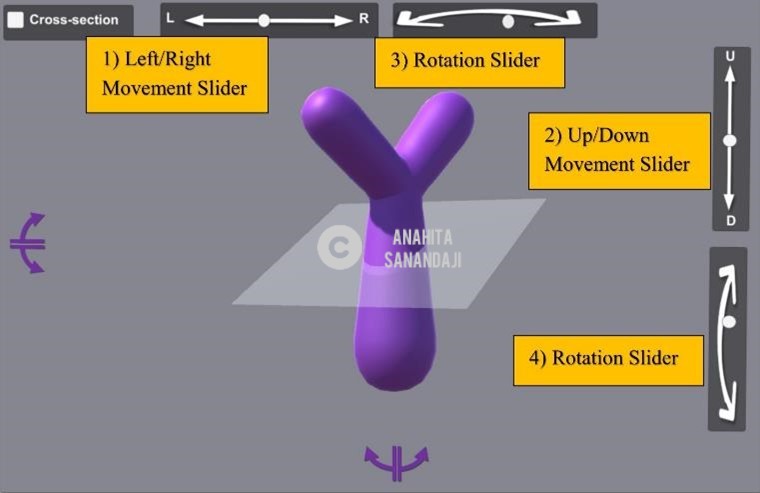 Cross-section
L R
1) Left/Right
Movement Slider
3) Rotation Slider
U
2) Up/Down
Movement Slider
D
© ANAHITA
SANANDAJI
4) Rotation Slider